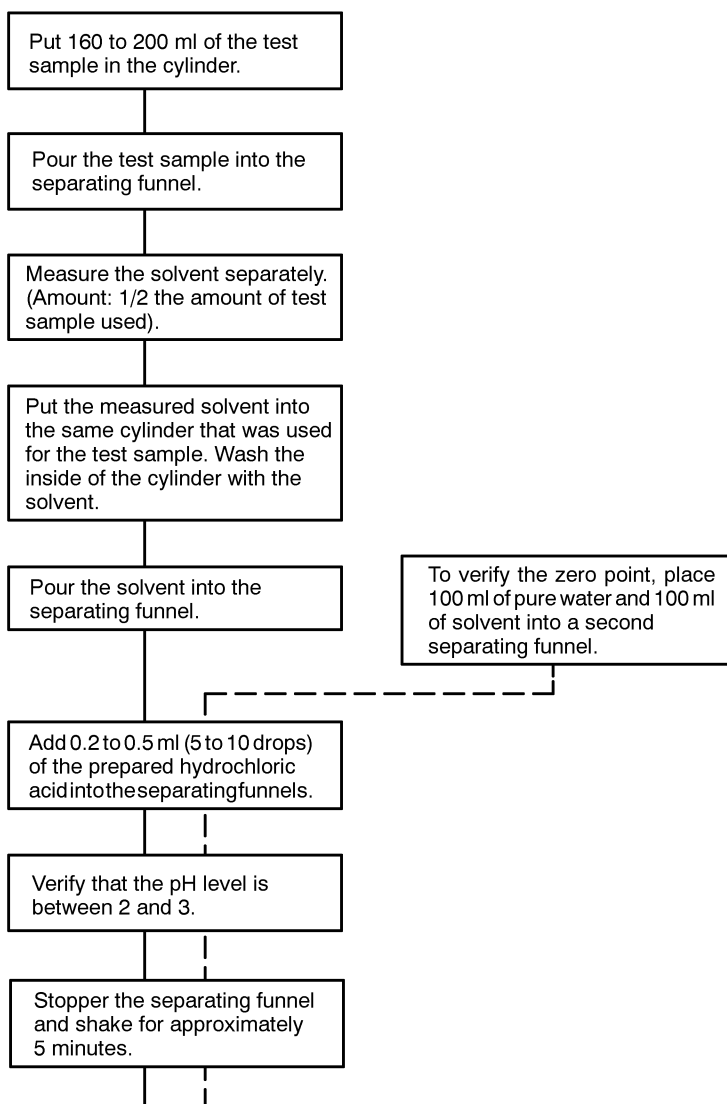 Put 160 to 200 ml of the test
sample in the cylinder.
Pour the test sample into the
separating funnel.
Measure the solvent separately.
(Amount: 1/2 the amount of test
sample used).
Put the measured solvent into
the same cylinder that was used
for the test sample. Wash the
inside of the cylinder with the
solvent.
Pour the solvent into the
separating funnel.
To verify the zero point, place
100 ml of pure water and 100 ml
of solvent into a second
separating funnel.
Add 0.2 to 0.5 ml (5 to 10 drops)
of the prepared hydrochloric
acid into the separating funnels.
Verify that the pH level is
between 2 and 3.
Stopper the separating funnel
and shake for approximately
5 minutes.